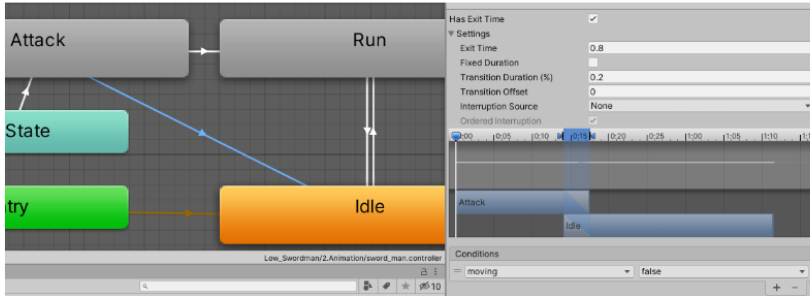 Attack
Run
State
try
Idle
Low_Swordman/2.Animation/sword_man.controller
10
Has Exit Time
Settings
Exit Time 0.8
Fixed Duration
Transition Duration (%) 0.2
Transition Offset 0
Interruption Source None
Ordered Interruption
0:00 0:05 0:10 0:15 0:20 0:25 1:00 1:05 1:10 1:1
Attack
Idle
Conditions
= moving false
+ −